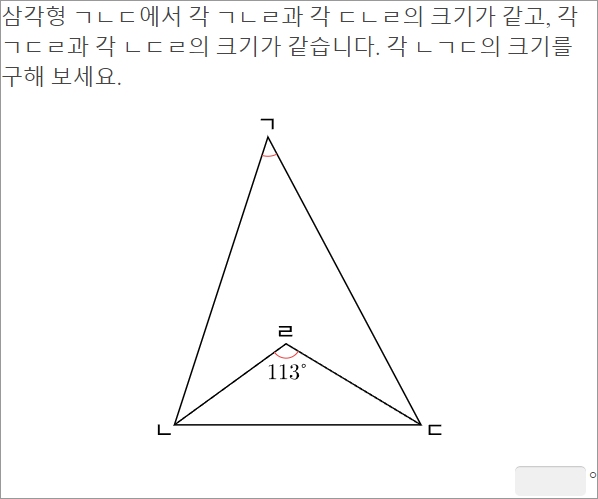 삼각형 ㄱㄴㄷ에서 각 ㄱㄴㄹ과 각 ㄷㄴㄹ의 크기가 같고, 각
ㄱㄷㄹ과 각 ㄴㄷㄹ의 크기가 같습니다. 각 ㄴㄱㄷ의 크기를
구해 보세요.
ㄱ
ㄹ
113°
ㄴ
ㄷ
°